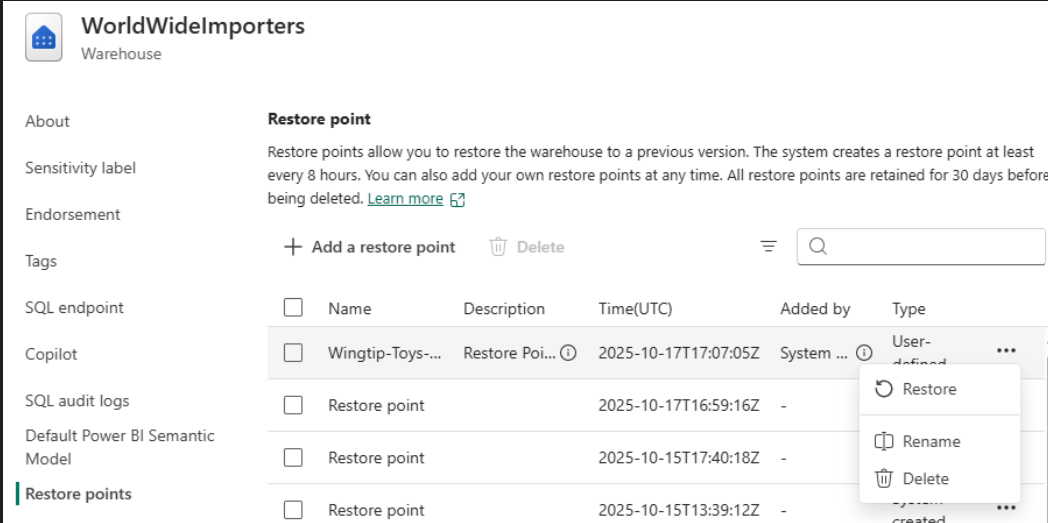 WorldWideImporters
Warehouse
About
Sensitivity label
Endorsement
Tags
SQL endpoint
Copilot
SQL audit logs
Default Power BI Semantic
Model
Restore points
Restore point
Restore points allow you to restore the warehouse to a previous version. The system creates a restore point at least
every 8 hours. You can also add your own restore points at any time. All restore points are retained for 30 days before
being deleted. Learn more
Add a restore point Delete
Name Description Time(UTC) Added by Type
Wingtip-Toys-... Restore Poi... 2025-10-17T17:07:05Z System ... User-
defined
Restore point 2025-10-17T16:59:16Z -
Restore point 2025-10-15T17:40:18Z -
Restore point 2025-10-15T13:39:12Z - System
created
Restore
Rename
Delete